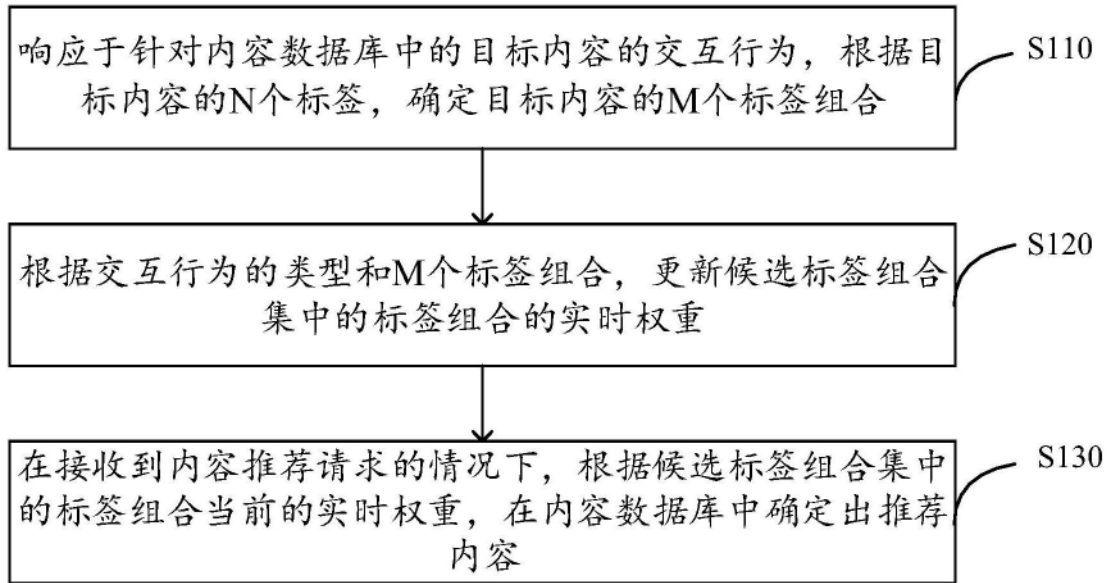 响应于针对内容数据库中的目标内容的交互行为，根据目
标内容的N个标签，确定目标内容的M个标签组合
S110
根据交互行为的类型和M个标签组合，更新候选标签组合
集中的标签组合的实时权重
S120
在接收到内容推荐请求的情况下，根据候选标签组合集中
的标签组合当前的实时权重，在内容数据库中确定出推荐
内容
S130